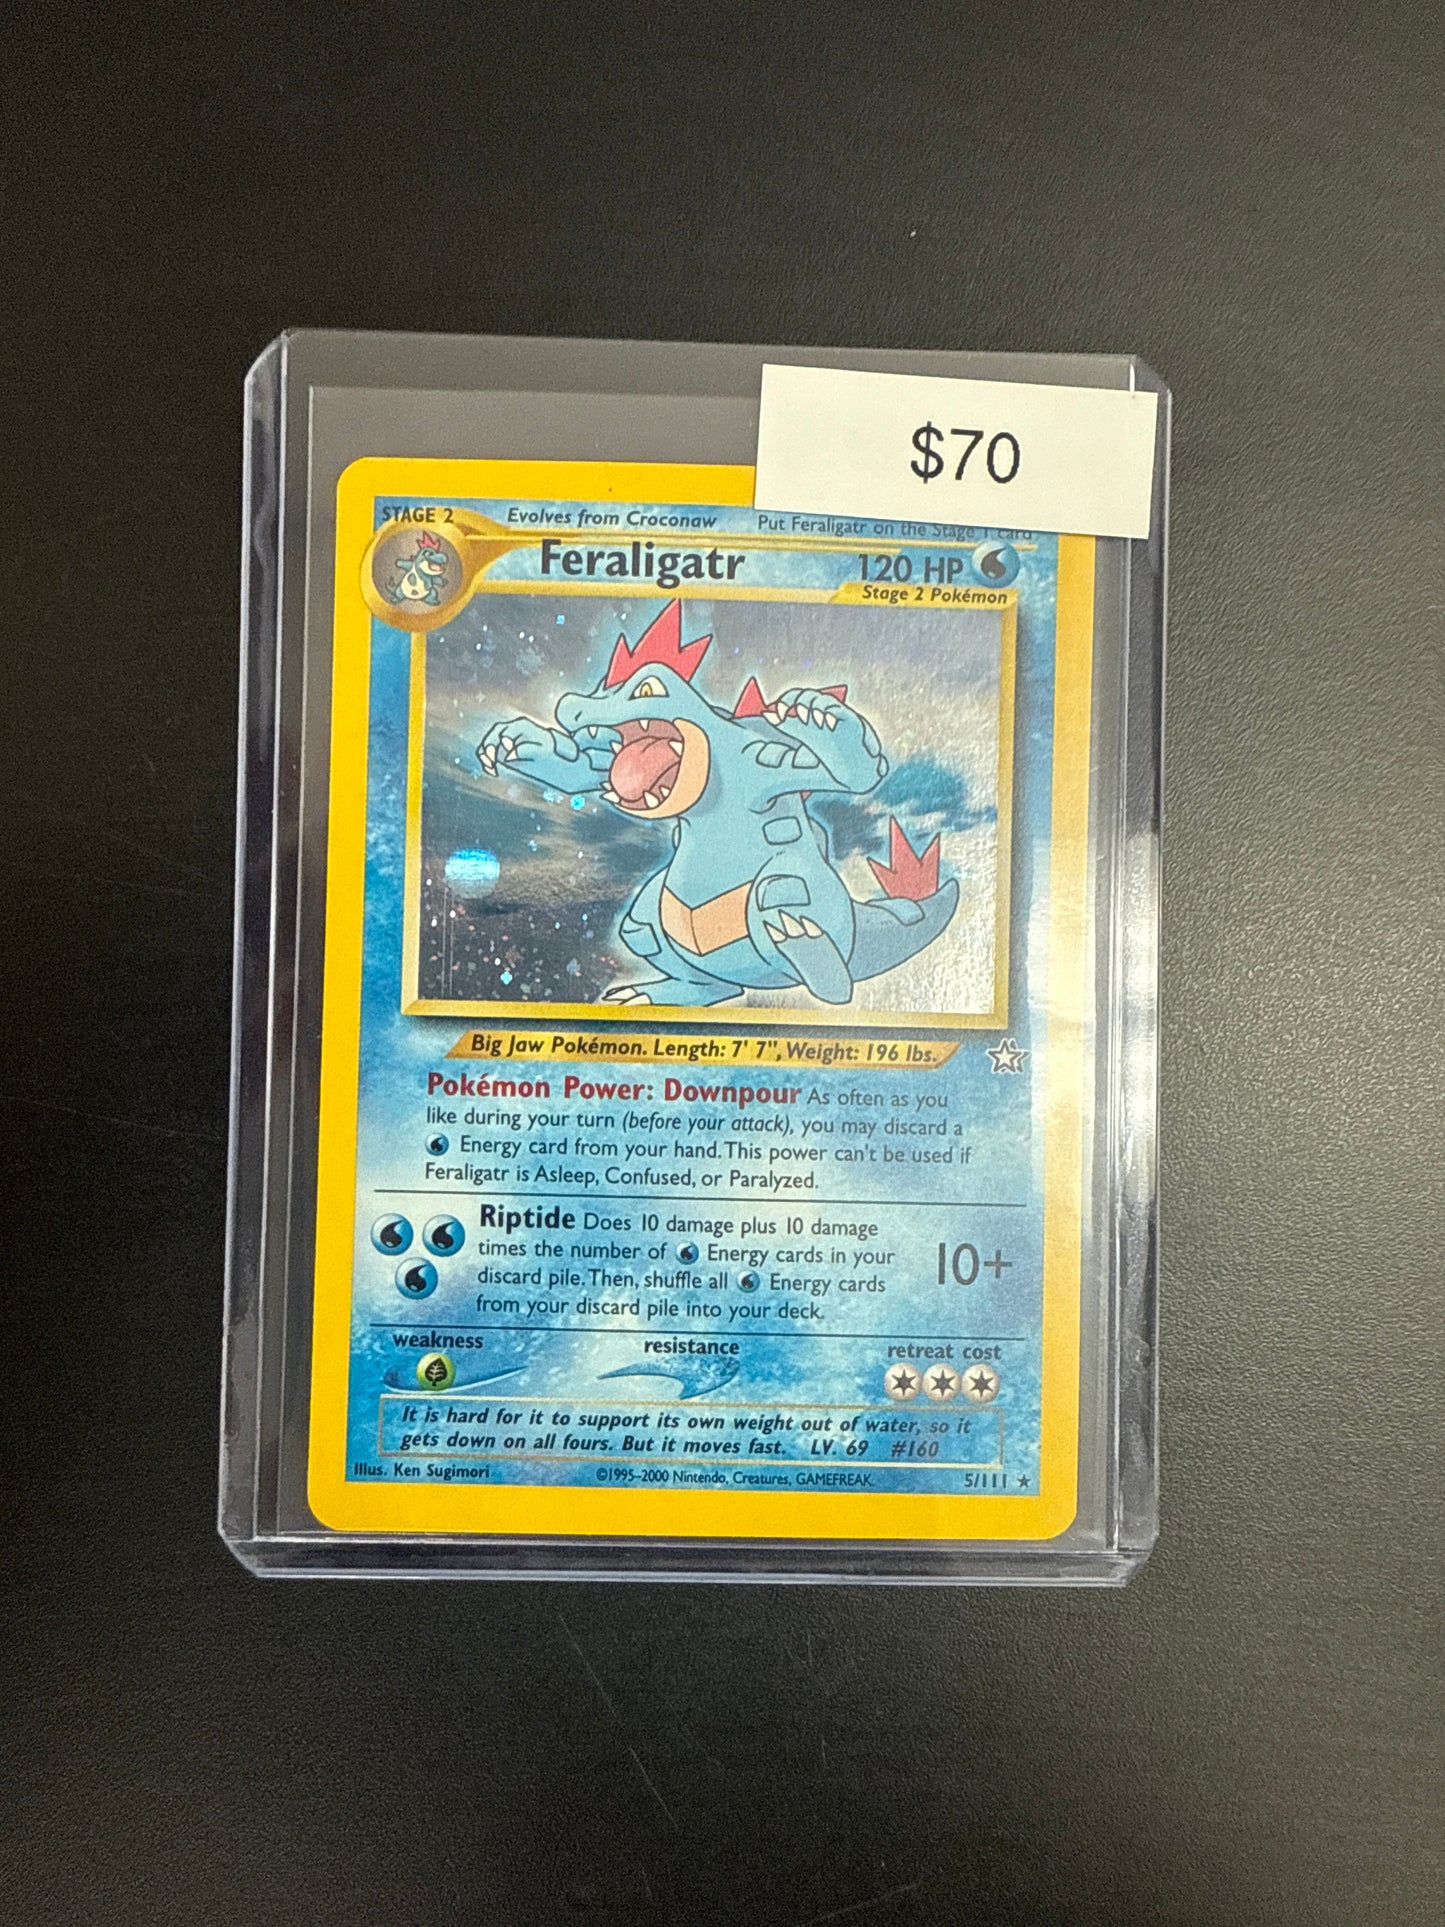 $70
STAGE 2 Evolves from Croconaw Put Feraligatr on the Stage 1 card
Feraligatr 120 HP
Stage 2 Pokémon
Big Jaw Pokémon. Length: 7' 7", Weight: 196 lbs.
Pokémon Power: Downpour As often as you
like during your turn (before your attack), you may discard a
Energy card from your hand. This power can't be used if
Feraligatr is Asleep, Confused, or Paralyzed.
Riptide Does 10 damage plus 10 damage
times the number of Energy cards in your
discard pile. Then, shuffle all Energy cards
from your discard pile into your deck.
10+
weakness resistance retreat cost
It is hard for it to support its own weight out of water, so it
gets down on all fours. But it moves fast. LV. 69 #160
Illus. Ken Sugimori ©1995–2000 Nintendo, Creatures, GAMEFREAK. 5/111 ★